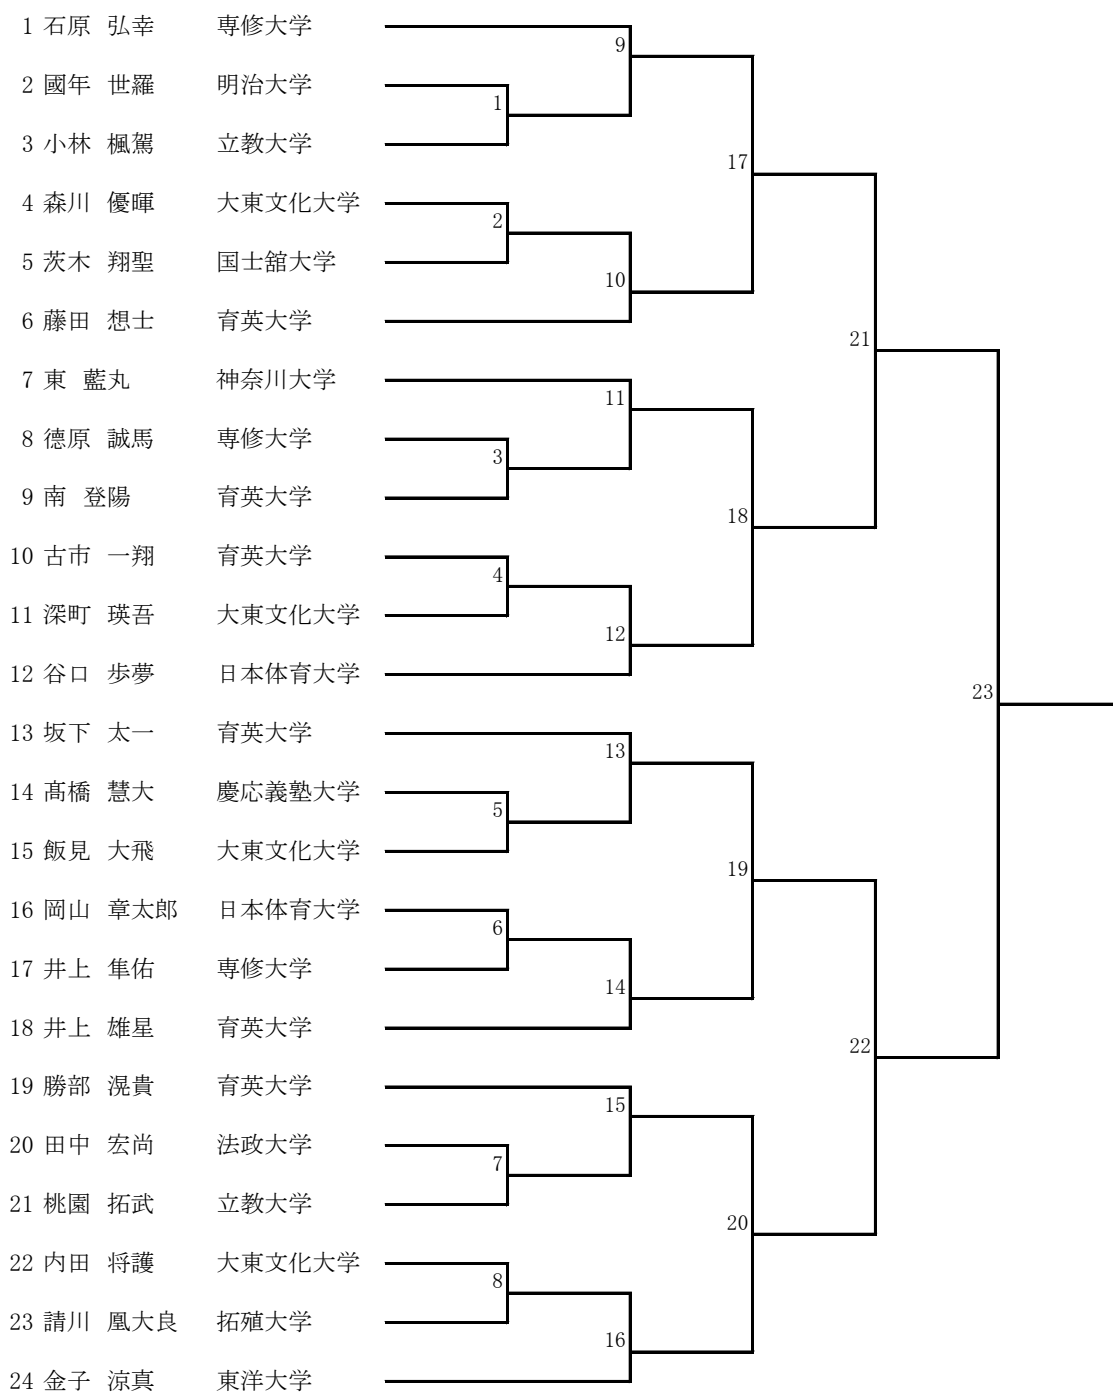 1 石原 弘幸 専修大学
9
2 國年 世羅 明治大学
1
3 小林 楓駕 立教大学
17
4 森川 優暉 大東文化大学
2
5 茨木 翔聖 国士舘大学
10
6 藤田 想士 育英大学
21
7 東 藍丸 神奈川大学
11
8 德原 誠馬 専修大学
3
9 南 登陽 育英大学
18
10 古市 一翔 育英大学
4
11 深町 瑛吾 大東文化大学
12
12 谷口 歩夢 日本体育大学
23
13 坂下 太一 育英大学
13
14 髙橋 慧大 慶応義塾大学
5
15 飯見 大飛 大東文化大学
19
16 岡山 章太郎 日本体育大学
6
17 井上 隼佑 専修大学
14
18 井上 雄星 育英大学
22
19 勝部 滉貴 育英大学
15
20 田中 宏尚 法政大学
7
21 桃園 拓武 立教大学
20
22 内田 将護 大東文化大学
8
23 請川 凰大良 拓殖大学
16
24 金子 涼真 東洋大学